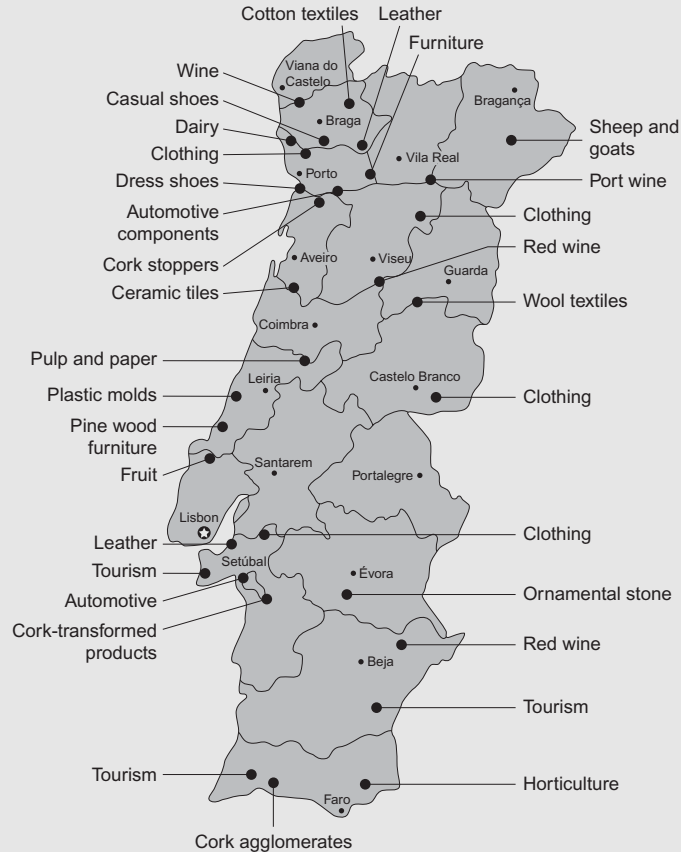 Cotton textiles
Leather
Furniture
Viana do
Castelo
Wine
Casual shoes
Bragança
Braga
Dairy
Sheep and
goats
Clothing
Vila Real
Porto
Dress shoes
Port wine
Automotive
components
Clothing
Cork stoppers
Aveiro
Viseu
Red wine
Guarda
Ceramic tiles
Wool textiles
Coimbra
Pulp and paper
Leiria
Castelo Branco
Plastic molds
Clothing
Pine wood
furniture
Fruit
Santarem
Portalegre
Lisbon
Leather
Clothing
Setúbal
Tourism
Évora
Automotive
Ornamental stone
Cork-transformed
products
Red wine
Beja
Tourism
Tourism
Horticulture
Faro
Cork agglomerates